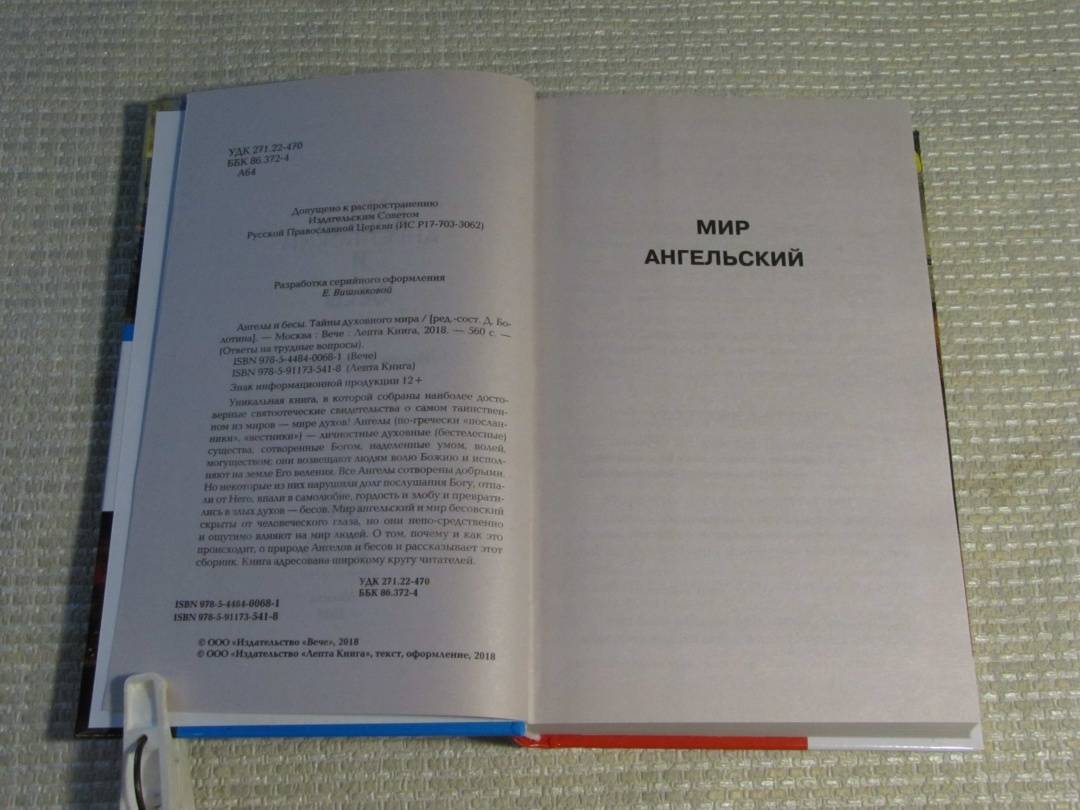 УДК 271.22-470
ББК 86.372-4
А64
Допущено к распространению
Издательским Советом
Русской Православной Церкви (ИС Р17-703-3062)
Разработка серийного оформления
Е. Вишняковой
Ангелы и бесы. Тайны духовного мира / [ред.-сост. Д. Бо-
лотина]. — Москва : Вече : Лепта Книга, 2018. — 560 с. —
(Ответы на трудные вопросы).
ISBN 978-5-4484-0068-1 (Вече)
ISBN 978-5-91173-541-8 (Лепта Книга)
Знак информационной продукции 12+
Уникальная книга, в которой собраны наиболее досто-
верные святоотеческие свидетельства о самом таинствен-
ном из миров — мире духов! Ангелы (по-гречески «послан-
ники», «вестники») — личностные духовные (бестелесные)
существа, сотворенные Богом, наделенные умом, волей,
могуществом; они возвещают людям волю Божию и испол-
няют на земле Его веления. Все Ангелы сотворены добрыми.
Но некоторые из них нарушили долг послушания Богу, отпа-
ли от Него, впали в самолюбие, гордость и злобу и преврати-
лись в злых духов — бесов. Мир ангельский и мир бесовский
скрыты от человеческого глаза, но они непо-средственно
и ощутимо влияют на мир людей. О том, почему и как это
происходит, о природе Ангелов и бесов и рассказывает этот
сборник. Книга адресована широкому кругу читателей.
УДК 271.22-470
ББК 86.372-4
ISBN 978-5-4484-0068-1
ISBN 978-5-91173-541-8
© ООО «Издательство «Вече», 2018
© ООО «Издательство «Лепта Книга», текст, оформление, 2018
МИР
АНГЕЛЬСКИЙ